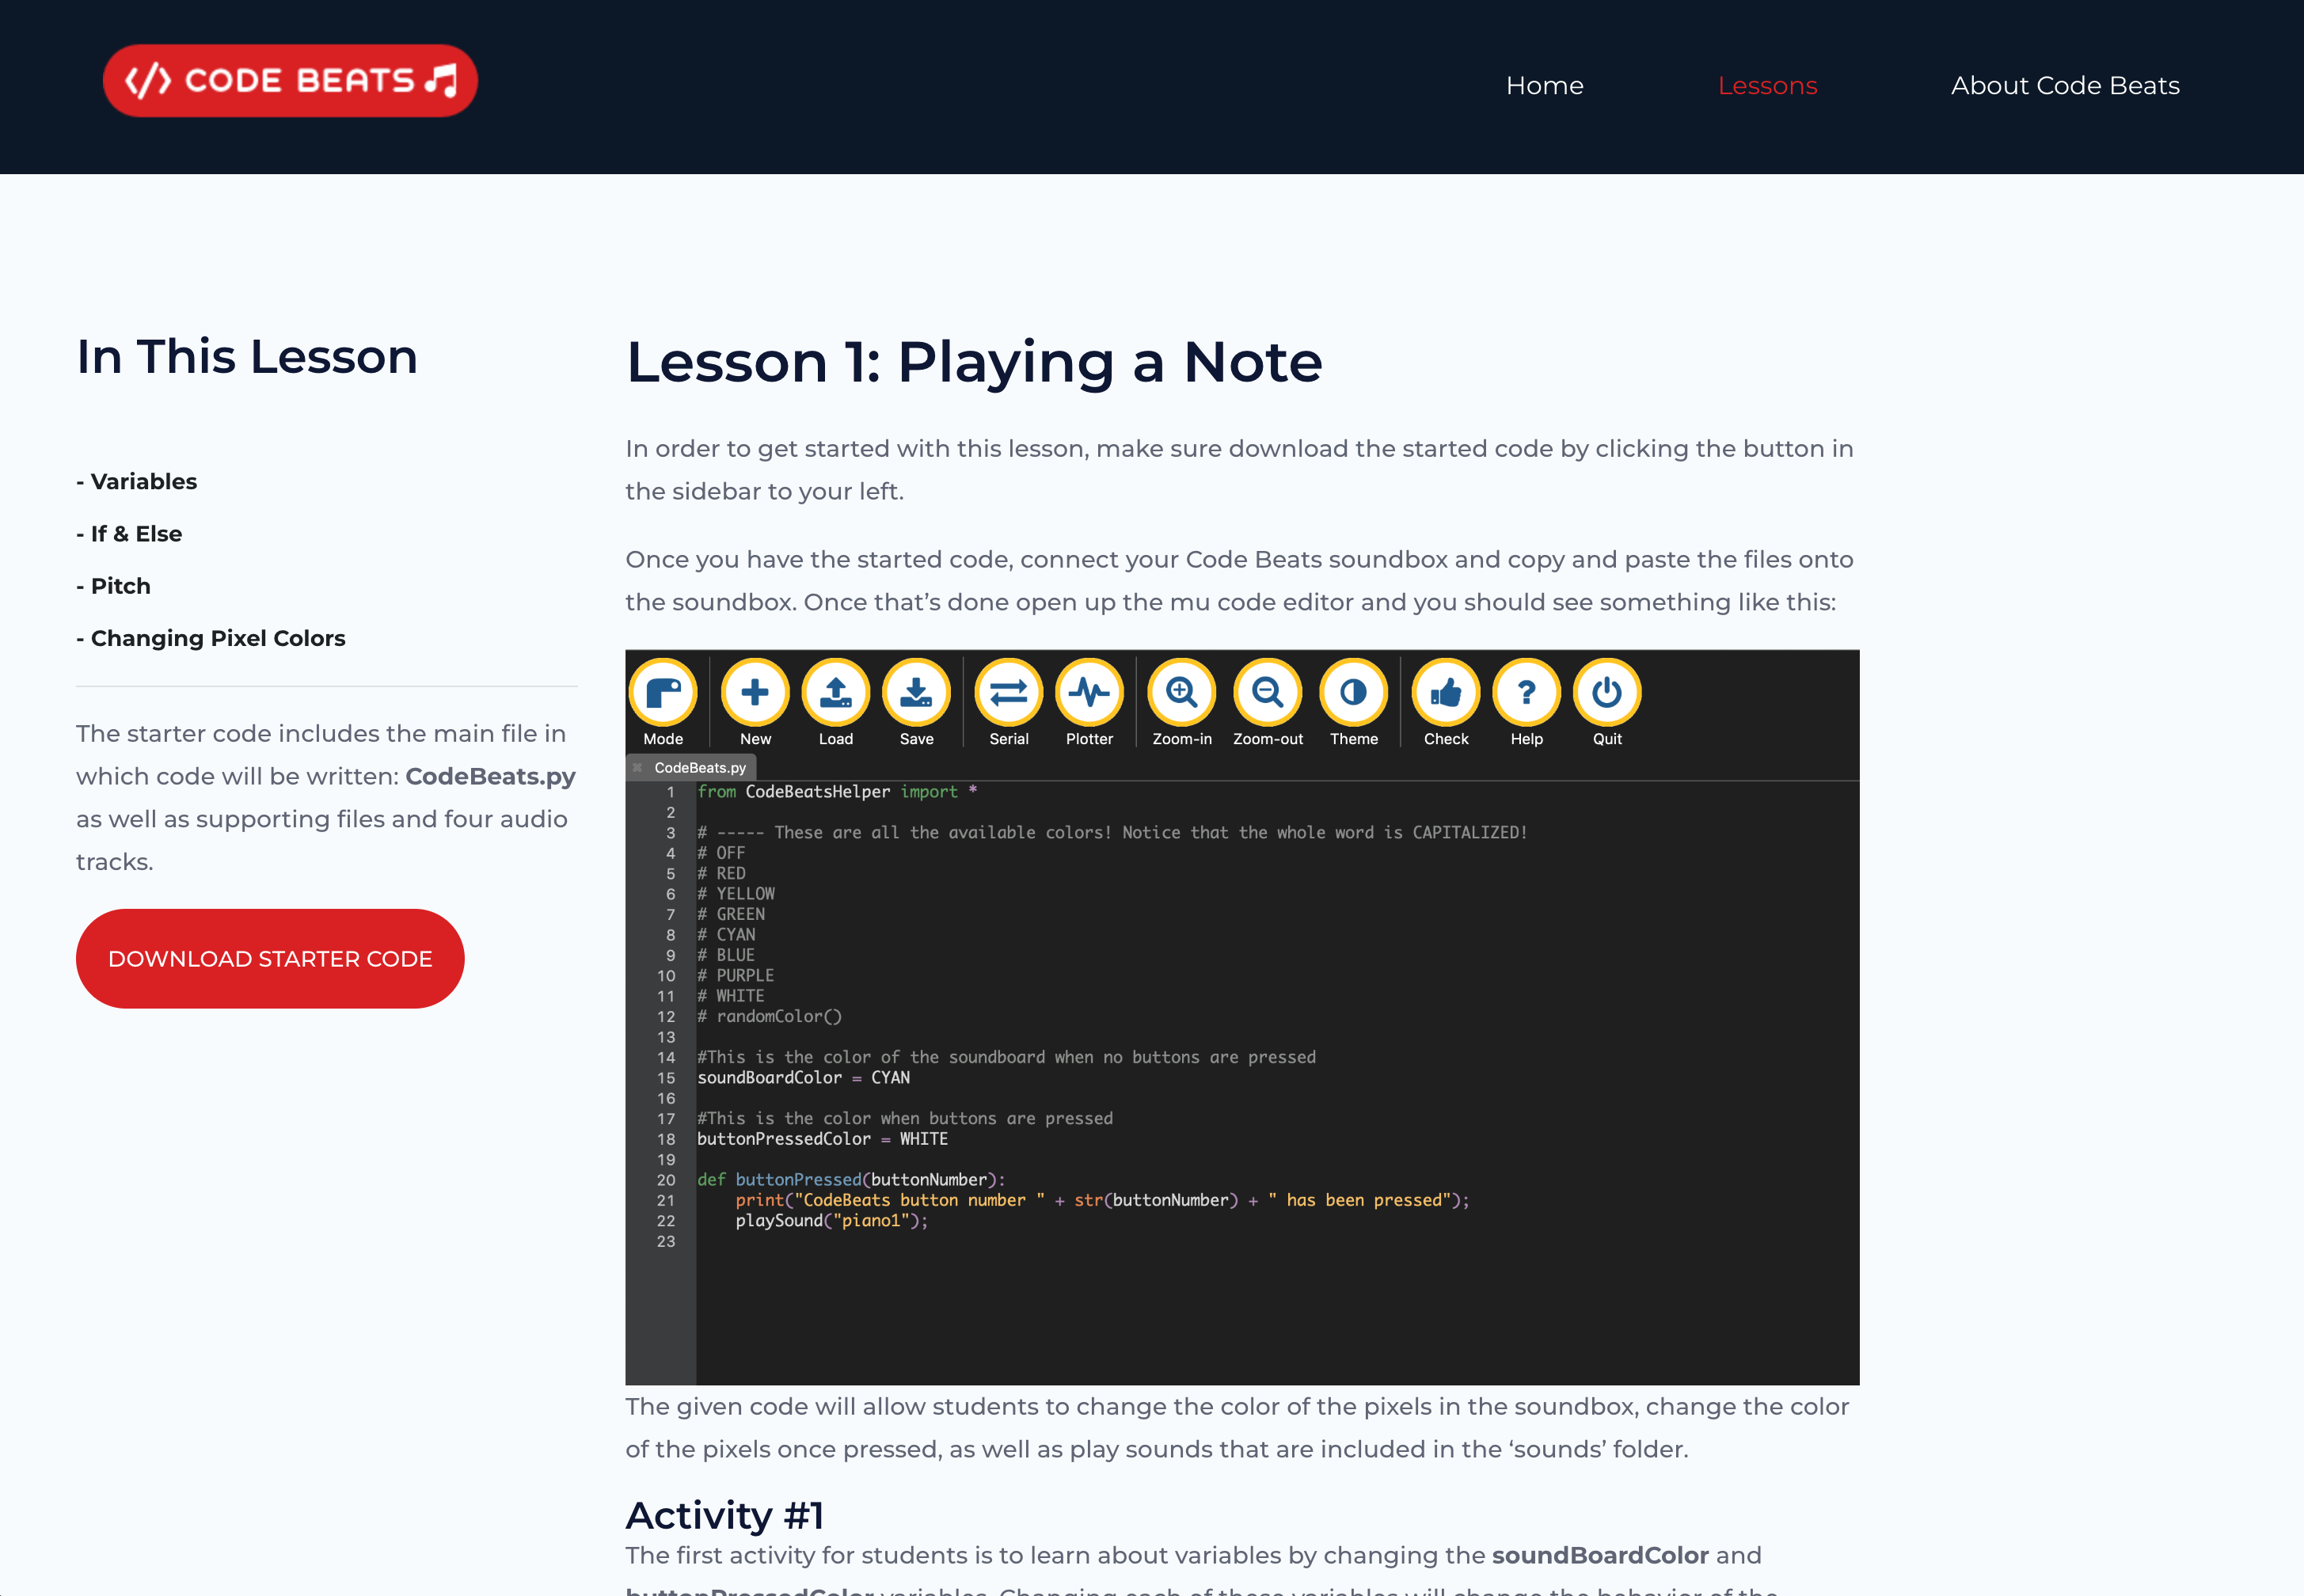 </> CODE BEATS
Home
Lessons
About Code Beats
In This Lesson
- Variables
- If & Else
- Pitch
- Changing Pixel Colors
The starter code includes the main file in
which code will be written: CodeBeats.py
as well as supporting files and four audio
tracks.
DOWNLOAD STARTER CODE
Lesson 1: Playing a Note
In order to get started with this lesson, make sure download the started code by clicking the button in
the sidebar to your left.
Once you have the started code, connect your Code Beats soundbox and copy and paste the files onto
the soundbox. Once that’s done open up the mu code editor and you should see something like this:
Mode
New
Load
Save
Serial
Plotter
Zoom-in
Zoom-out
Theme
Check
Help
Quit
CodeBeats.py
1 from CodeBeatsHelper import *
2
3 # ----- These are all the available colors! Notice that the whole word is CAPITALIZED!
4 # OFF
5 # RED
6 # YELLOW
7 # GREEN
8 # CYAN
9 # BLUE
10 # PURPLE
11 # WHITE
12 # randomColor()
13
14 #This is the color of the soundboard when no buttons are pressed
15 soundBoardColor = CYAN
16
17 #This is the color when buttons are pressed
18 buttonPressedColor = WHITE
19
20 def buttonPressed(buttonNumber):
21     print("CodeBeats button number " + str(buttonNumber) + " has been pressed");
22     playSound("piano1");
23
The given code will allow students to change the color of the pixels in the soundbox, change the color
of the pixels once pressed, as well as play sounds that are included in the ‘sounds’ folder.
Activity #1
The first activity for students is to learn about variables by changing the soundBoardColor and
buttonPressedColor variables. Changing each of these variables will change the behavior of the